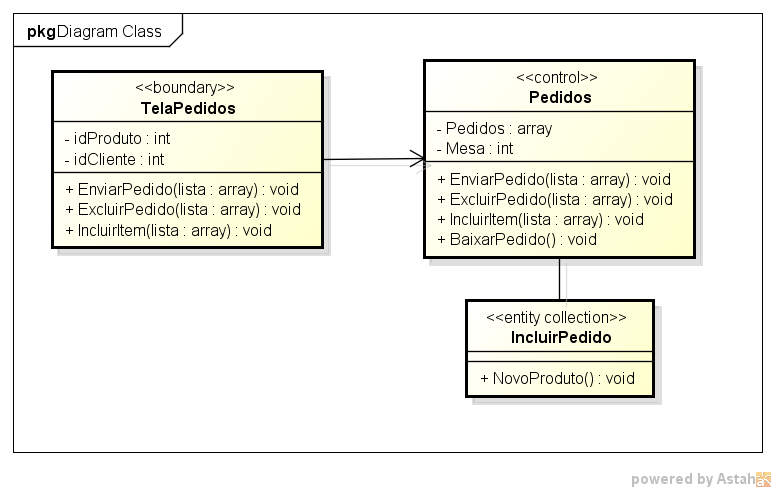 pkg Diagram Class
<<boundary>>
TelaPedidos
- idProduto : int
- idCliente : int
+ EnviarPedido(lista : array) : void
+ ExcluirPedido(lista : array) : void
+ IncluirItem(lista : array) : void
<<control>>
Pedidos
- Pedidos : array
- Mesa : int
+ EnviarPedido(lista : array) : void
+ ExcluirPedido(lista : array) : void
+ IncluirItem(lista : array) : void
+ BaixarPedido() : void
<<entity collection>>
IncluirPedido
+ NovoProduto() : void
powered by Astah